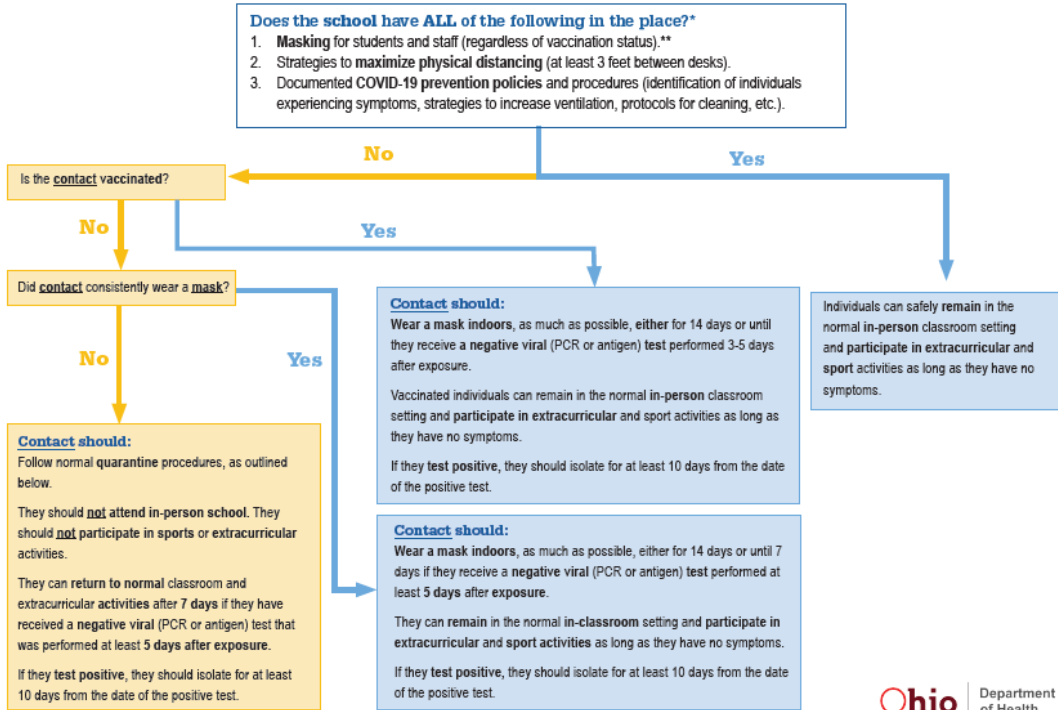 Does the school have ALL of the following in the place?*
1. Masking for students and staff (regardless of vaccination status).**
2. Strategies to maximize physical distancing (at least 3 feet between desks).
3. Documented COVID-19 prevention policies and procedures (identification of individuals
experiencing symptoms, strategies to increase ventilation, protocols for cleaning, etc.).
No
Yes
Is the contact vaccinated?
No
Yes
Did contact consistently wear a mask?
No
Yes
Contact should:
Wear a mask indoors, as much as possible, either for 14 days or until
they receive a negative viral (PCR or antigen) test performed 3-5 days
after exposure.
Vaccinated individuals can remain in the normal in-person classroom
setting and participate in extracurricular and sport activities as long as
they have no symptoms.
If they test positive, they should isolate for at least 10 days from the date
of the positive test.
Individuals can safely remain in the
normal in-person classroom setting
and participate in extracurricular and
sport activities as long as they have no
symptoms.
Contact should:
Follow normal quarantine procedures, as outlined
below.
They should not attend in-person school. They
should not participate in sports or extracurricular
activities.
They can return to normal classroom and
extracurricular activities after 7 days if they have
received a negative viral (PCR or antigen) test that
was performed at least 5 days after exposure.
If they test positive, they should isolate for at least
10 days from the date of the positive test.
Contact should:
Wear a mask indoors, as much as possible, either for 14 days or until 7
days if they receive a negative viral (PCR or antigen) test performed at
least 5 days after exposure.
They can remain in the normal in-classroom setting and participate in
extracurricular and sport activities as long as they have no symptoms.
If they test positive, they should isolate for at least 10 days from the date
of the positive test.
Ohio
Department
of Health